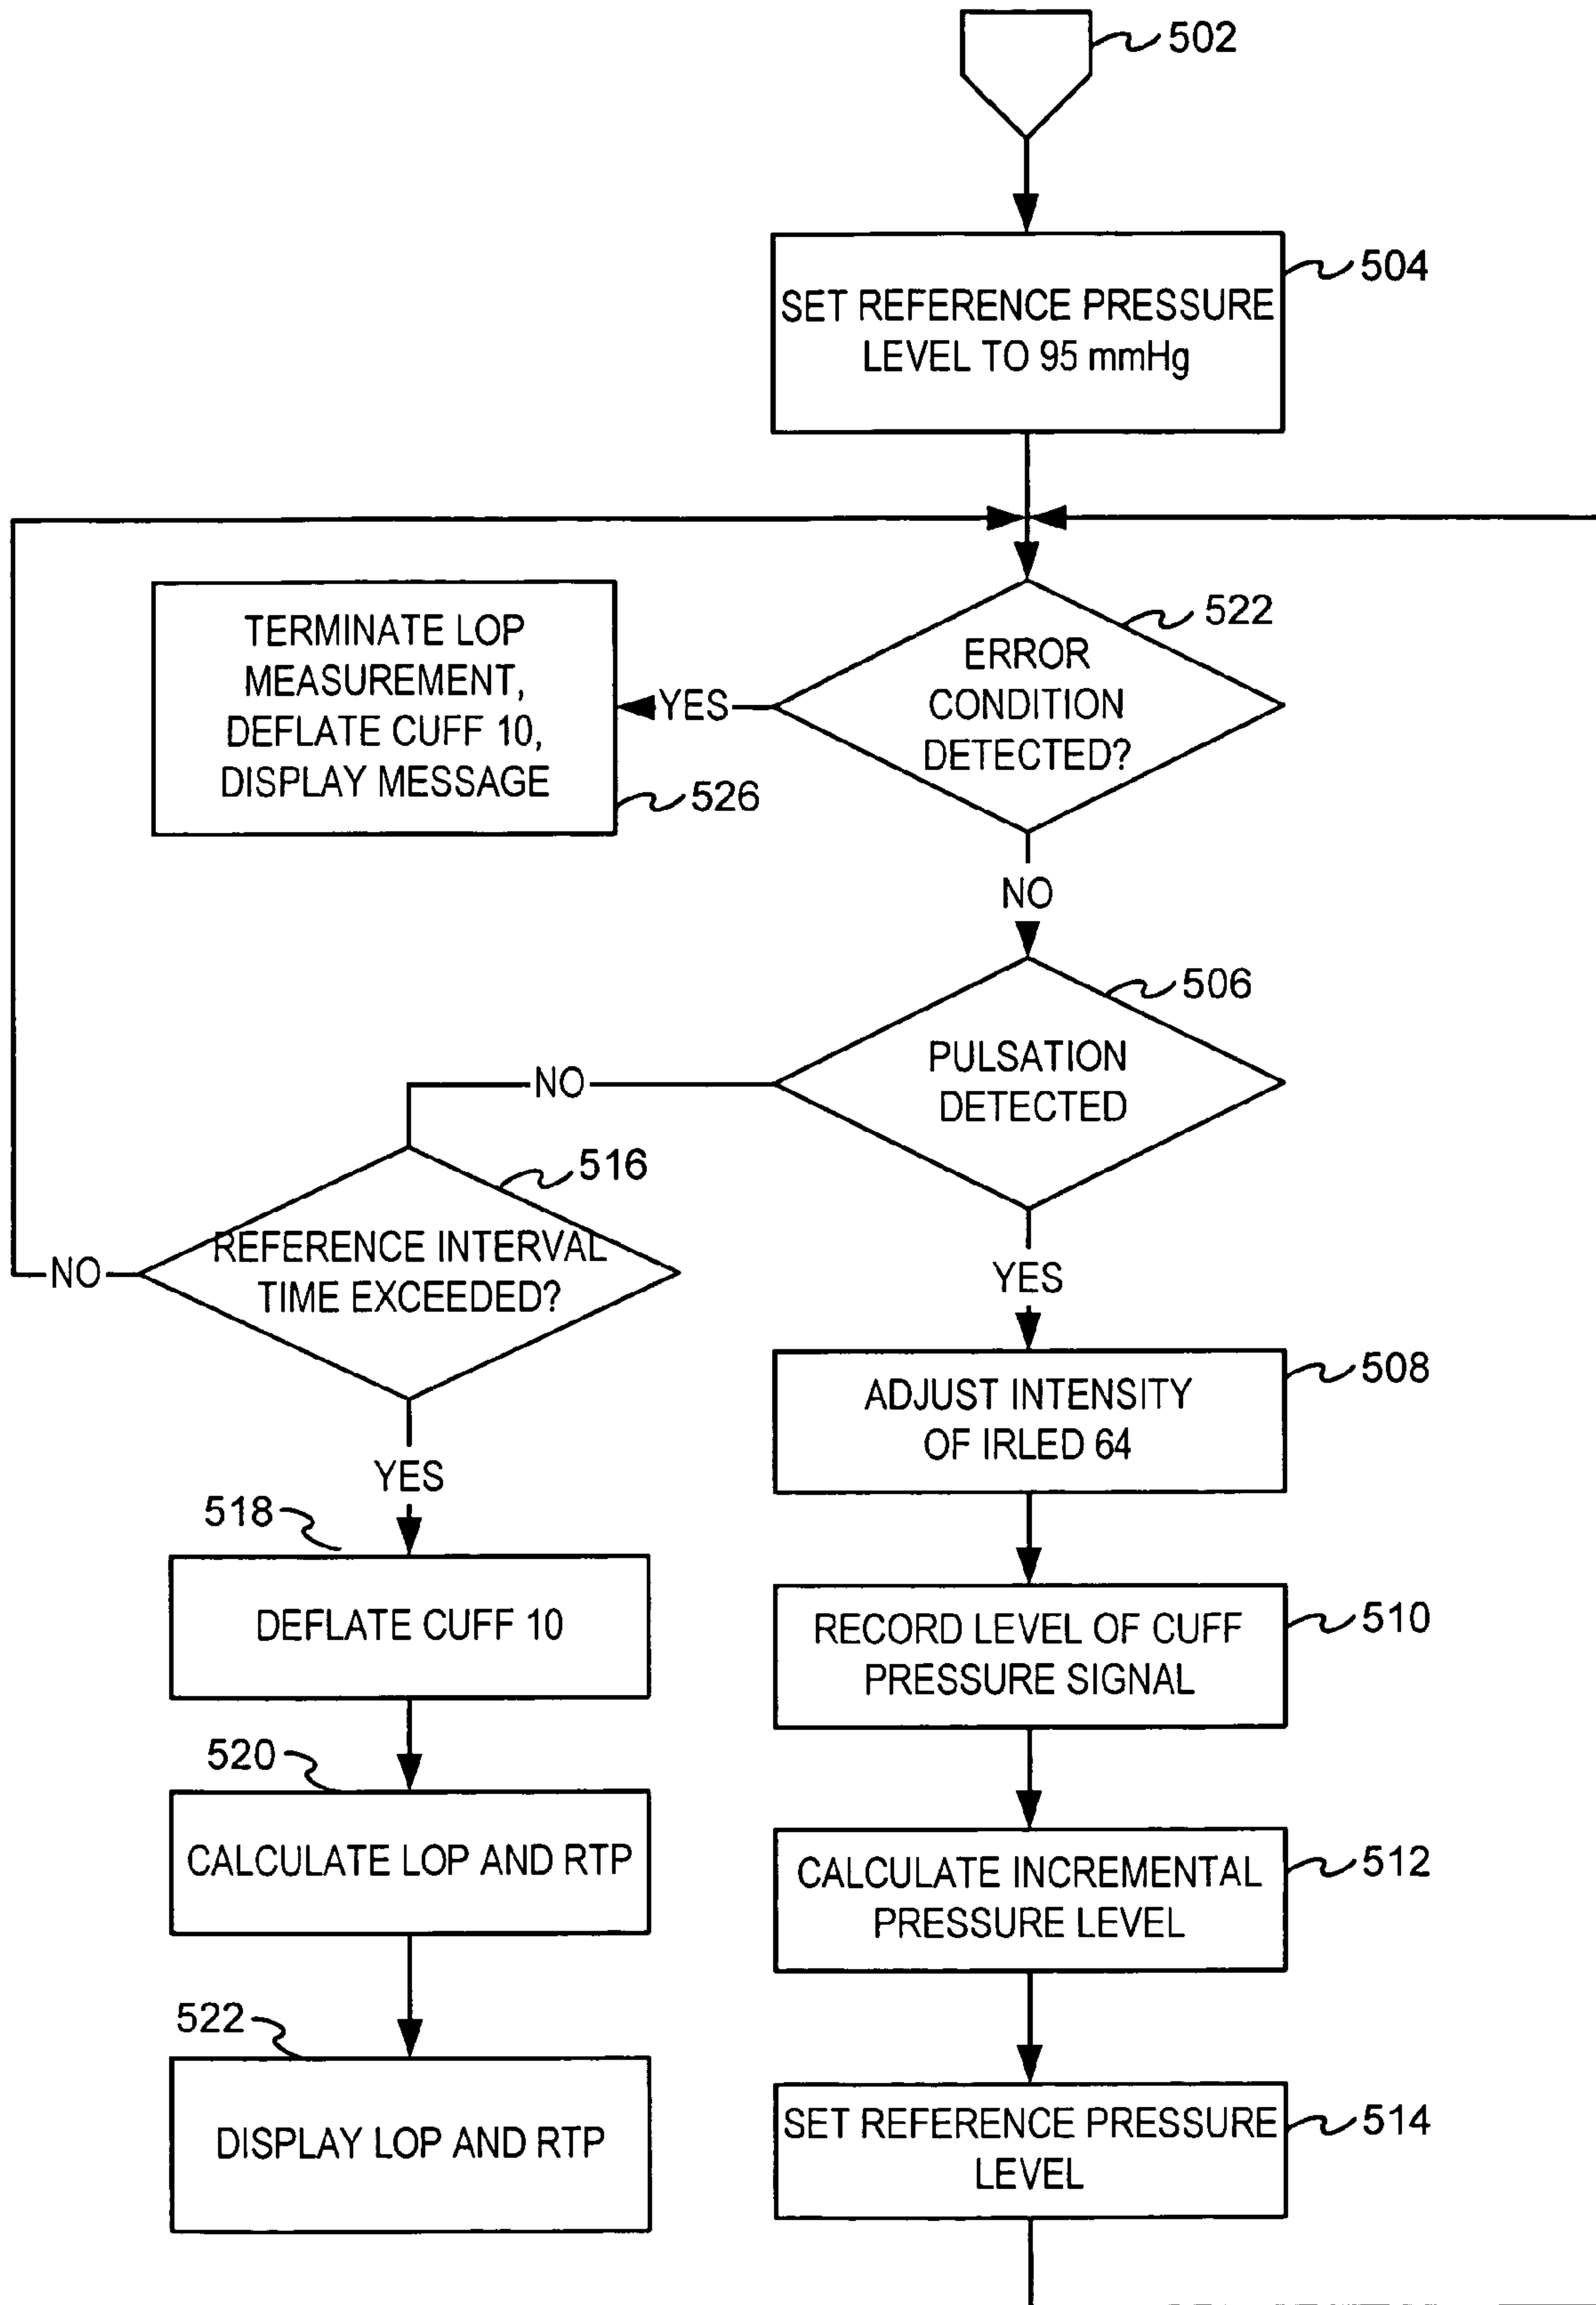 502
504
SET REFERENCE PRESSURE
LEVEL TO 95 mmHg
522
ERROR
CONDITION
DETECTED?
YES
TERMINATE LOP
MEASUREMENT,
DEFLATE CUFF 10,
DISPLAY MESSAGE
526
NO
506
PULSATION
DETECTED
NO
516
REFERENCE INTERVAL
TIME EXCEEDED?
NO
YES
YES
508
ADJUST INTENSITY
OF IRLED 64
518
DEFLATE CUFF 10
510
RECORD LEVEL OF CUFF
PRESSURE SIGNAL
520
CALCULATE LOP AND RTP
512
CALCULATE INCREMENTAL
PRESSURE LEVEL
522
DISPLAY LOP AND RTP
514
SET REFERENCE PRESSURE
LEVEL